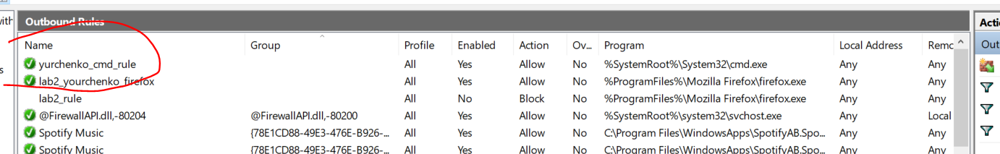 with
Outbound Rules
Actio
Name Group Profile Enabled Action Ov... Program Local Address Remo
Out
s
yurchenko_cmd_rule All Yes Allow No %SystemRoot%\System32\cmd.exe Any Any
lab2_yourchenko_firefox All Yes Allow No %ProgramFiles%\Mozilla Firefox\firefox.exe Any Any
lab2_rule All No Block No %ProgramFiles%\Mozilla Firefox\firefox.exe Any Any
@FirewallAPI.dll,-80204 @FirewallAPI.dll,-80200 All Yes Allow No %SystemRoot%\system32\svchost.exe Any Local
Spotify Music {78E1CD88-49E3-476E-B926-... All Yes Allow No C:\Program Files\WindowsApps\SpotifyAB.Spo... Any Any
Spotify Music {78E1CD88-49E3-476E-B926-... All Yes Allow No C:\Program Files\WindowsApps\SpotifyAB.Spo... Any Any